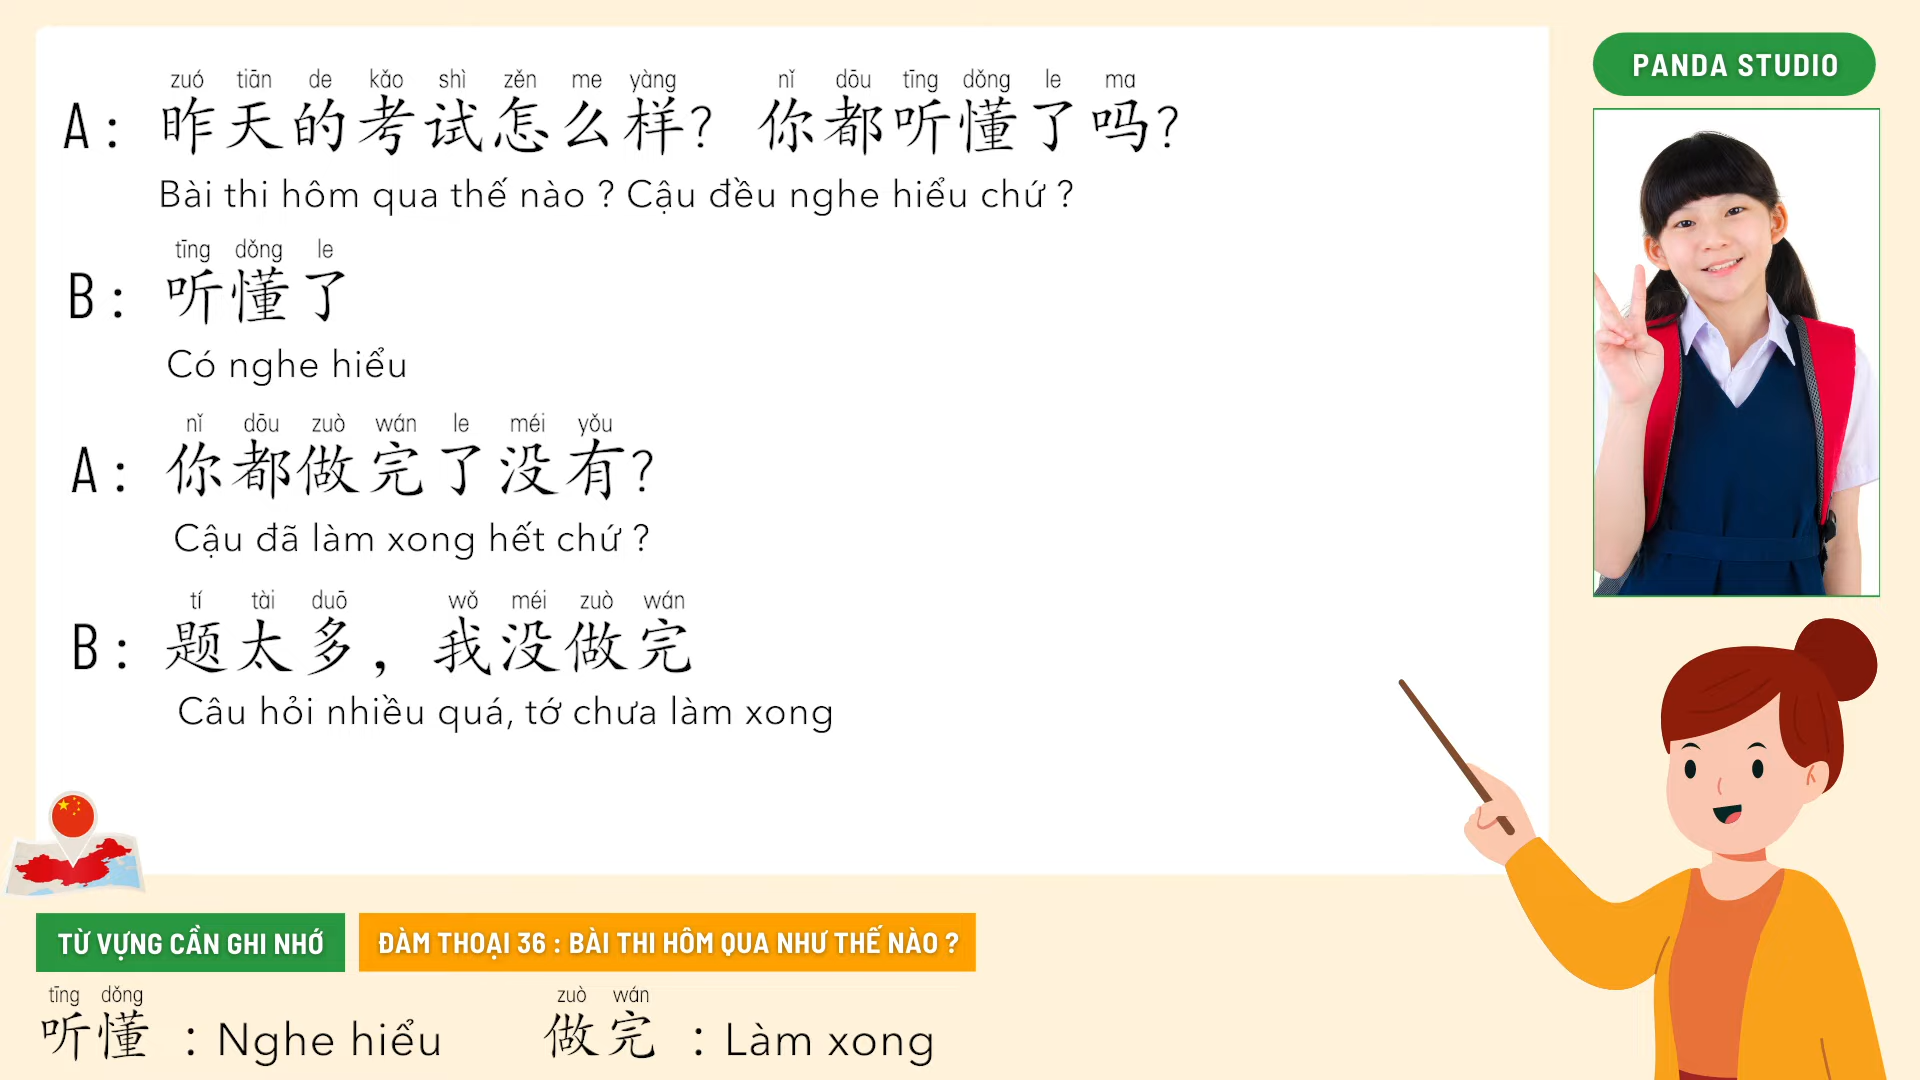 zuó tiān de kǎo shì zěn me yàng nǐ dōu tīng dǒng le ma
A : 昨天的考试怎么样? 你都听懂了吗?
Bài thi hôm qua thế nào ? Cậu đều nghe hiểu chứ ?
tīng dǒng le
B : 听懂了
Có nghe hiểu
nǐ dōu zuò wán le méi yǒu
A : 你都做完了没有?
Cậu đã làm xong hết chứ ?
tí tài duō wǒ méi zuò wán
B : 题太多，我没做完
Câu hỏi nhiều quá, tớ chưa làm xong
PANDA STUDIO
TỪ VỰNG CẦN GHI NHỚ
ĐÀM THOẠI 36 : BÀI THI HÔM QUA NHƯ THẾ NÀO ?
tīng dǒng zuò wán
听懂 : Nghe hiểu 做完 : Làm xong